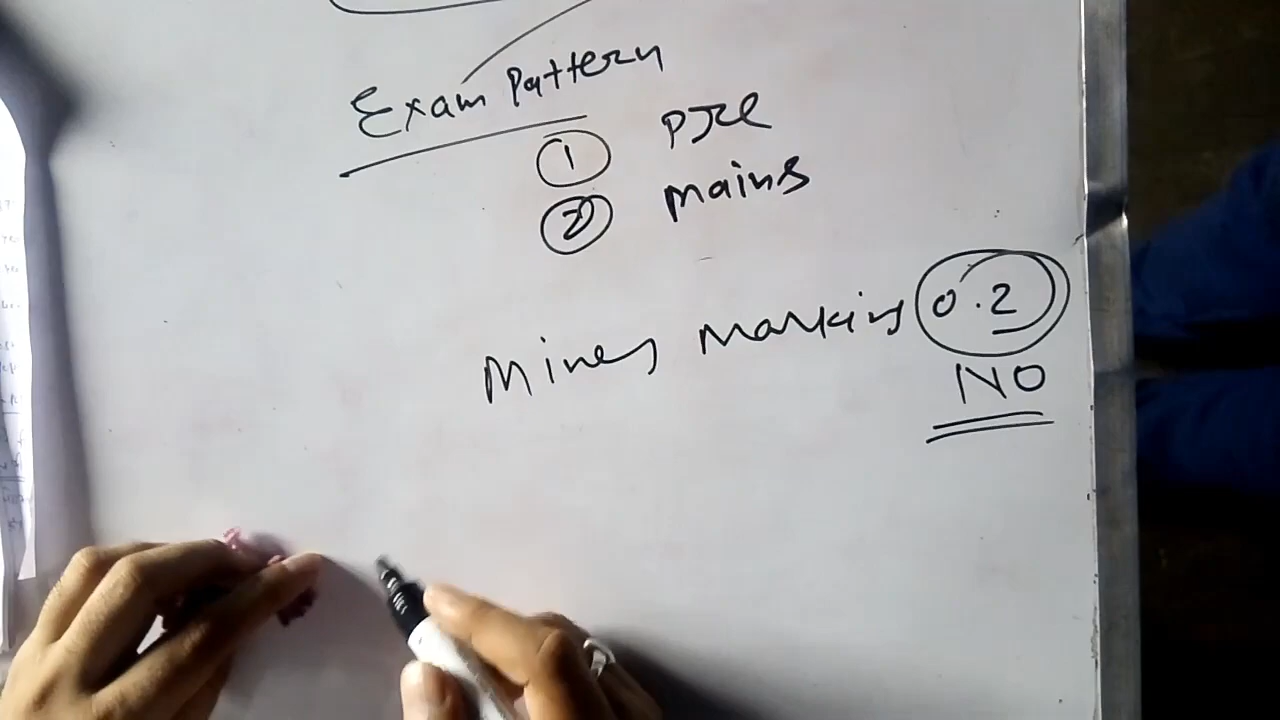 Exam Pattern
① Pre
② mains
Mines marking 0.2
NO